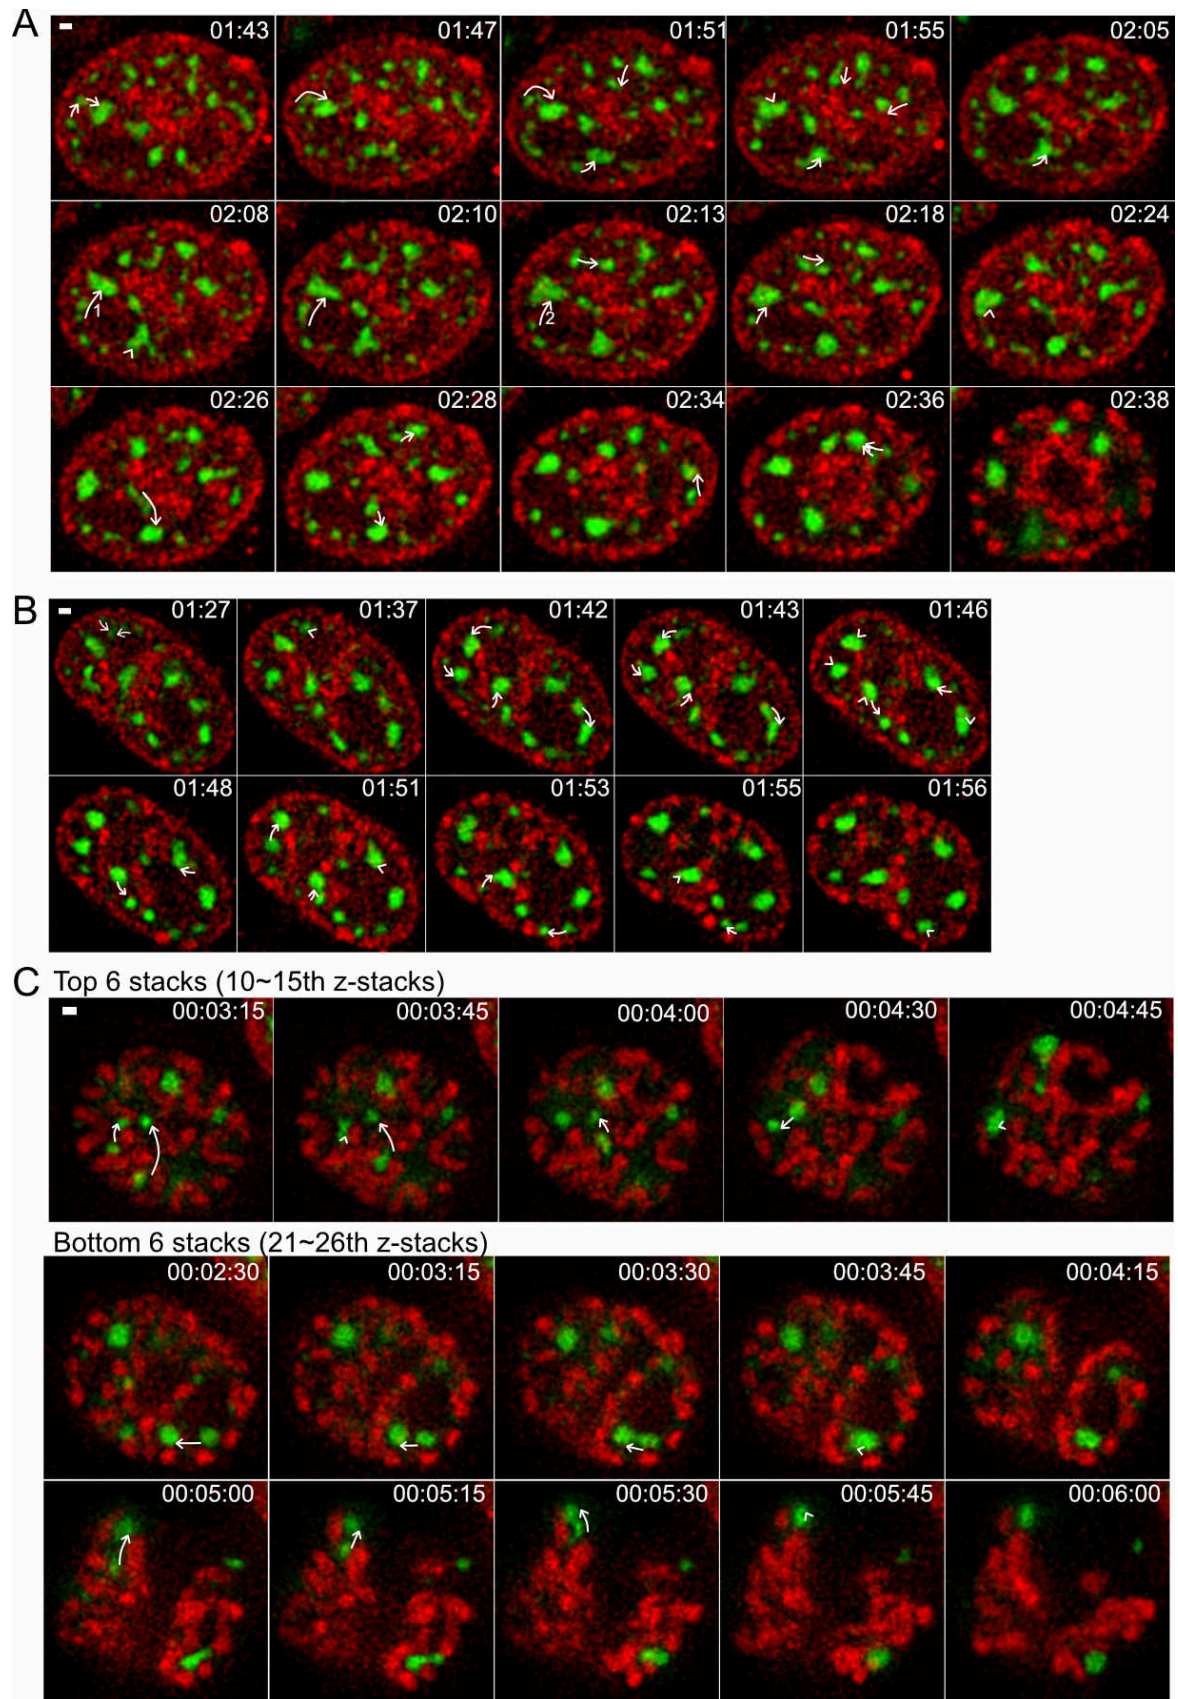 A
01:43 01:47 01:51 01:55 02:05
02:08 02:10 02:13 02:18 02:24
1 2
02:26 02:28 02:34 02:36 02:38
B
01:27 01:37 01:42 01:43 01:46
01:48 01:51 01:53 01:55 01:56
C Top 6 stacks (10~15th z-stacks)
00:03:15 00:03:45 00:04:00 00:04:30 00:04:45
Bottom 6 stacks (21~26th z-stacks)
00:02:30 00:03:15 00:03:30 00:03:45 00:04:15
00:05:00 00:05:15 00:05:30 00:05:45 00:06:00